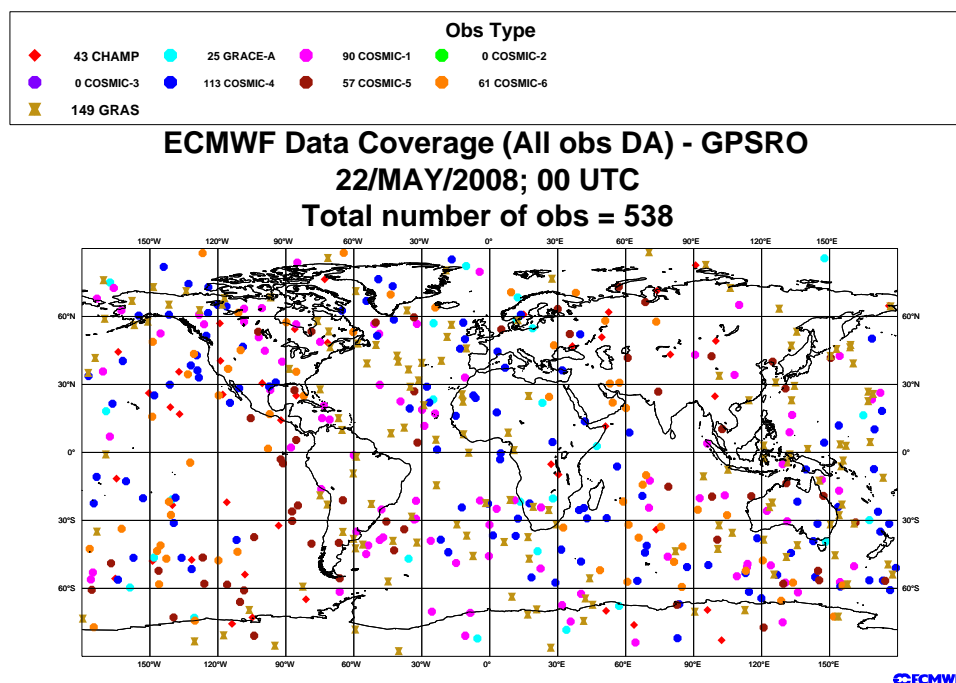 Obs Type
43 CHAMP 25 GRACE-A 90 COSMIC-1 0 COSMIC-2
0 COSMIC-3 113 COSMIC-4 57 COSMIC-5 61 COSMIC-6
149 GRAS
ECMWF Data Coverage (All obs DA) - GPSRO
22/MAY/2008; 00 UTC
Total number of obs = 538
150°W 120°W 90°W 60°W 30°W 0°E 30°E 60°E 90°E 120°E 150°E
60°N 60°N
30°N 30°N
0° 0°
30°S 30°S
60°S 60°S
150°W 120°W 90°W 60°W 30°W 0°E 30°E 60°E 90°E 120°E 150°E